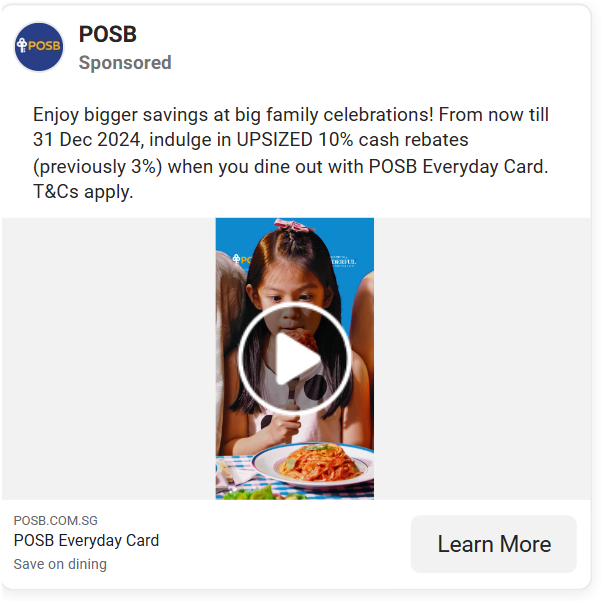 POSB
POSB
Sponsored
Enjoy bigger savings at big family celebrations! From now till
31 Dec 2024, indulge in UPSIZED 10% cash rebates
(previously 3%) when you dine out with POSB Everyday Card.
T&Cs apply.
POSB.COM.SG
POSB Everyday Card
Save on dining
Learn More